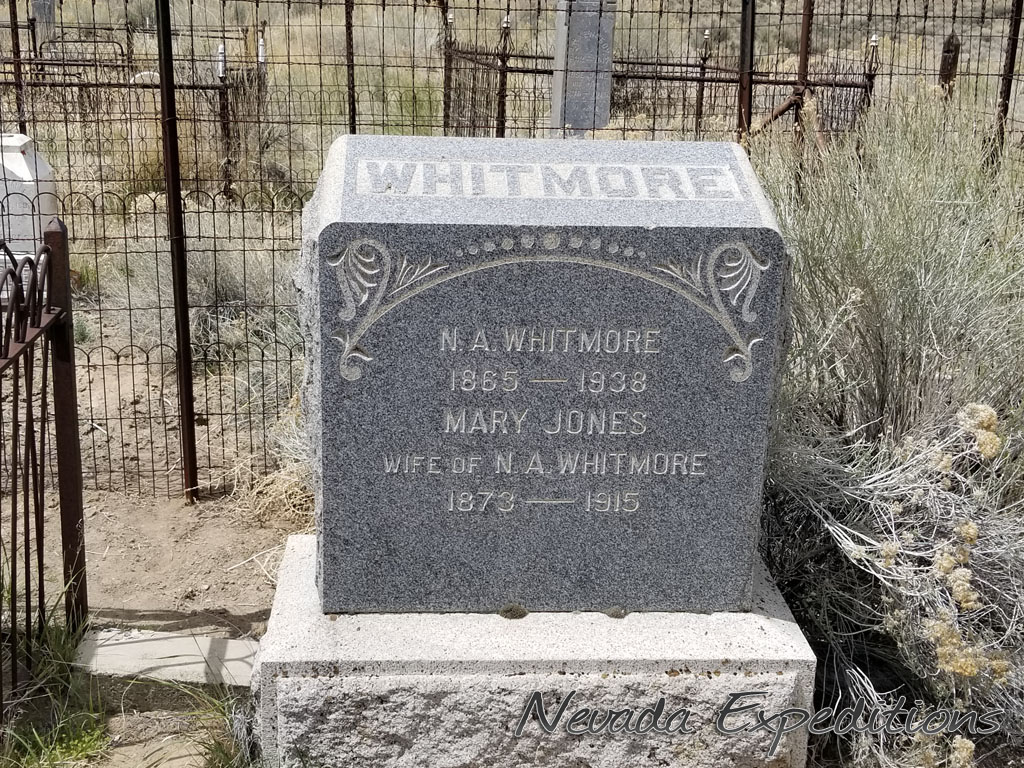 WHITMORE
N. A. WHITMORE
1865 — 1938
MARY JONES
WIFE OF N. A. WHITMORE
1873 — 1915
Nevada Expeditions